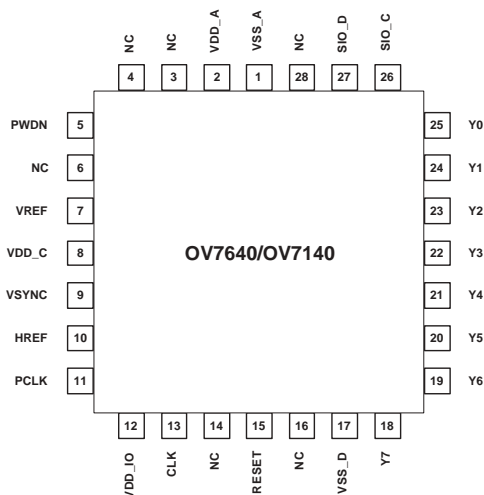 NC NC VDD_A VSS_A NC SIO_D SIO_C
4 3 2 1 28 27 26
PWDN 5 25 Y0
NC 6 24 Y1
VREF 7 23 Y2
VDD_C 8 OV7640/OV7140 22 Y3
VSYNC 9 21 Y4
HREF 10 20 Y5
PCLK 11 19 Y6
12 13 14 15 16 17 18
VDD_IO CLK NC RESET NC VSS_D Y7